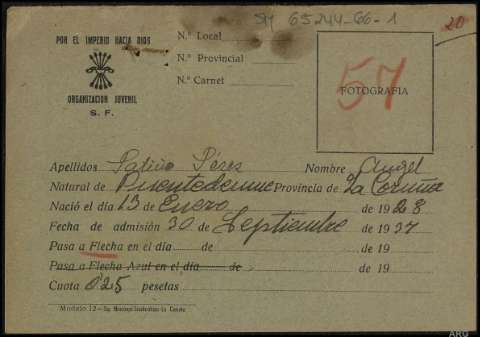 SM 65244-66-1
20
POR EL IMPERIO HACIA DIOS
ORGANIZACION JUVENIL
S. F.
N.º Local
N.º Provincial
N.º Carnet
57
FOTOGRAFIA
Apellidos Patiño Pérez Nombre Angel
Natural de Puentedeume Provincia de La Coruña
Nació el día 13 de Enero de 1928
Fecha de admisión 30 de Septiembre de 1937
Pasa a Flecha en el día de de 19
Pasa a Flecha Azul en el día de de 19
Cuota 0'25 pesetas
Modelo 12
ARG